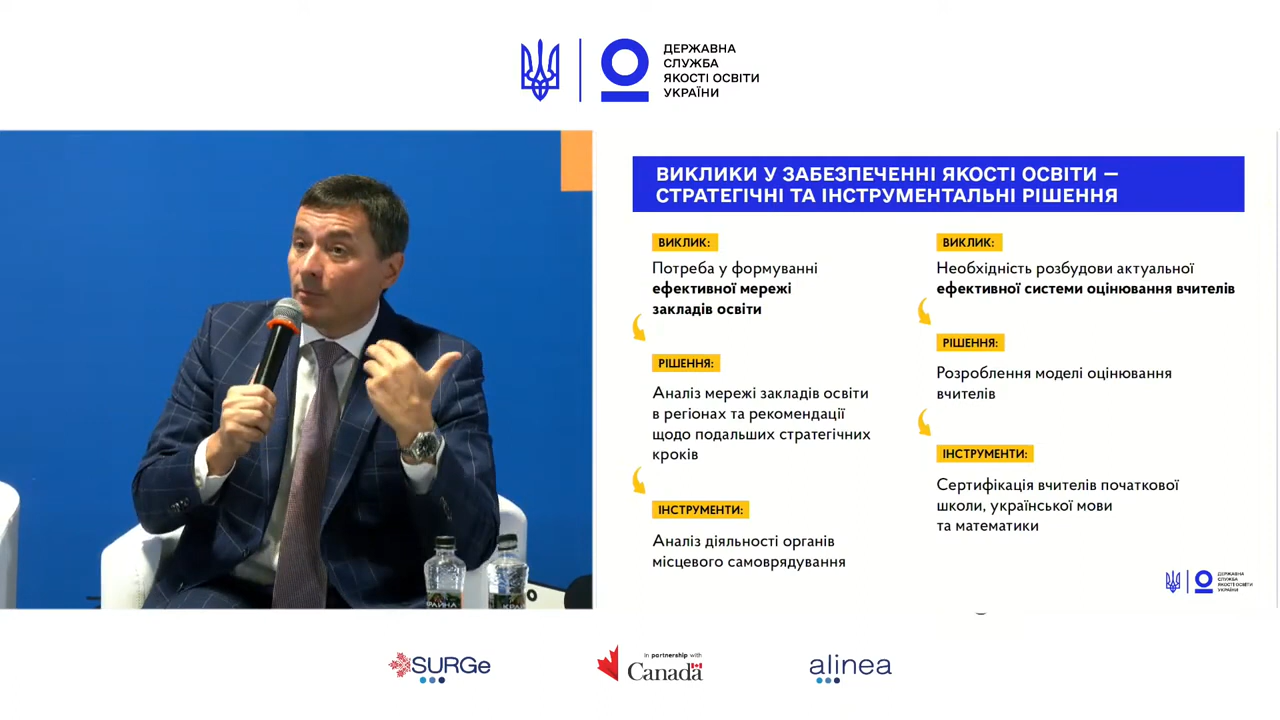 ДЕРЖАВНА
СЛУЖБА
ЯКОСТІ ОСВІТИ
УКРАЇНИ
ВИКЛИКИ У ЗАБЕЗПЕЧЕННІ ЯКОСТІ ОСВІТИ —
СТРАТЕГІЧНІ ТА ІНСТРУМЕНТАЛЬНІ РІШЕННЯ
ВИКЛИК:
Потреба у формуванні
ефективної мережі
закладів освіти
РІШЕННЯ:
Аналіз мережі закладів освіти
в регіонах та рекомендації
щодо подальших стратегічних
кроків
ІНСТРУМЕНТИ:
Аналіз діяльності органів
місцевого самоврядування
ВИКЛИК:
Необхідність розбудови актуальної
ефективної системи оцінювання вчителів
РІШЕННЯ:
Розроблення моделі оцінювання
вчителів
ІНСТРУМЕНТИ:
Сертифікація вчителів початкової
школи, української мови
та математики
ДЕРЖАВНА
СЛУЖБА
ЯКОСТІ ОСВІТИ
УКРАЇНИ
SURGe
In partnership with
Canada
alinea